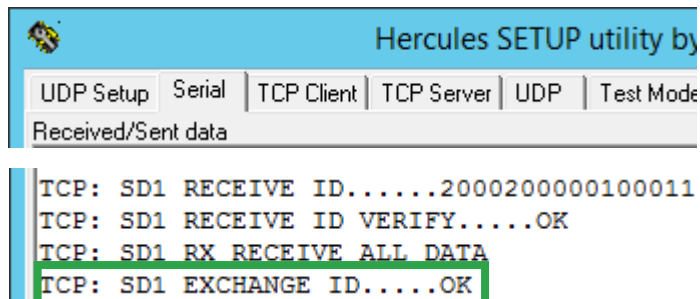 Hercules SETUP utility by
UDP Setup Serial TCP Client TCP Server UDP Test Mode
Received/Sent data
TCP: SD1 RECEIVE ID......2000200000100011
TCP: SD1 RECEIVE ID VERIFY.....OK
TCP: SD1 RX RECEIVE ALL DATA
TCP: SD1 EXCHANGE ID.....OK